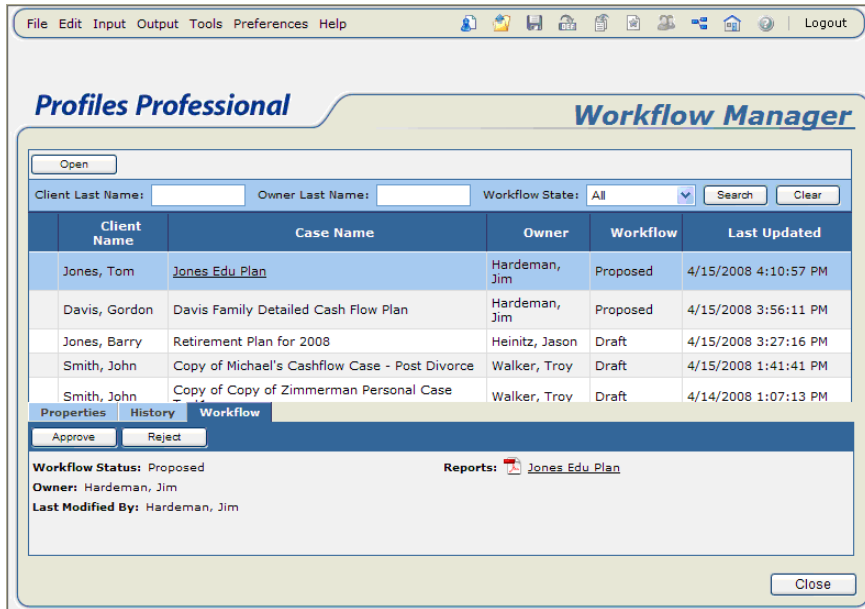 File Edit Input Output Tools Preferences Help Logout
Profiles Professional
Workflow Manager
Open
Client Last Name: Owner Last Name: Workflow State: All Search Clear
Client Name Case Name Owner Workflow Last Updated
Jones, Tom Jones Edu Plan Hardeman, Jim Proposed 4/15/2008 4:10:57 PM
Davis, Gordon Davis Family Detailed Cash Flow Plan Hardeman, Jim Proposed 4/15/2008 3:56:11 PM
Jones, Barry Retirement Plan for 2008 Heinitz, Jason Draft 4/15/2008 3:27:16 PM
Smith, John Copy of Michael's Cashflow Case - Post Divorce Walker, Troy Draft 4/15/2008 1:41:41 PM
Smith, John Copy of Copy of Zimmerman Personal Case Walker, Troy Draft 4/14/2008 1:07:13 PM
Properties History Workflow
Approve Reject
Workflow Status: Proposed Reports: Jones Edu Plan
Owner: Hardeman, Jim
Last Modified By: Hardeman, Jim
Close